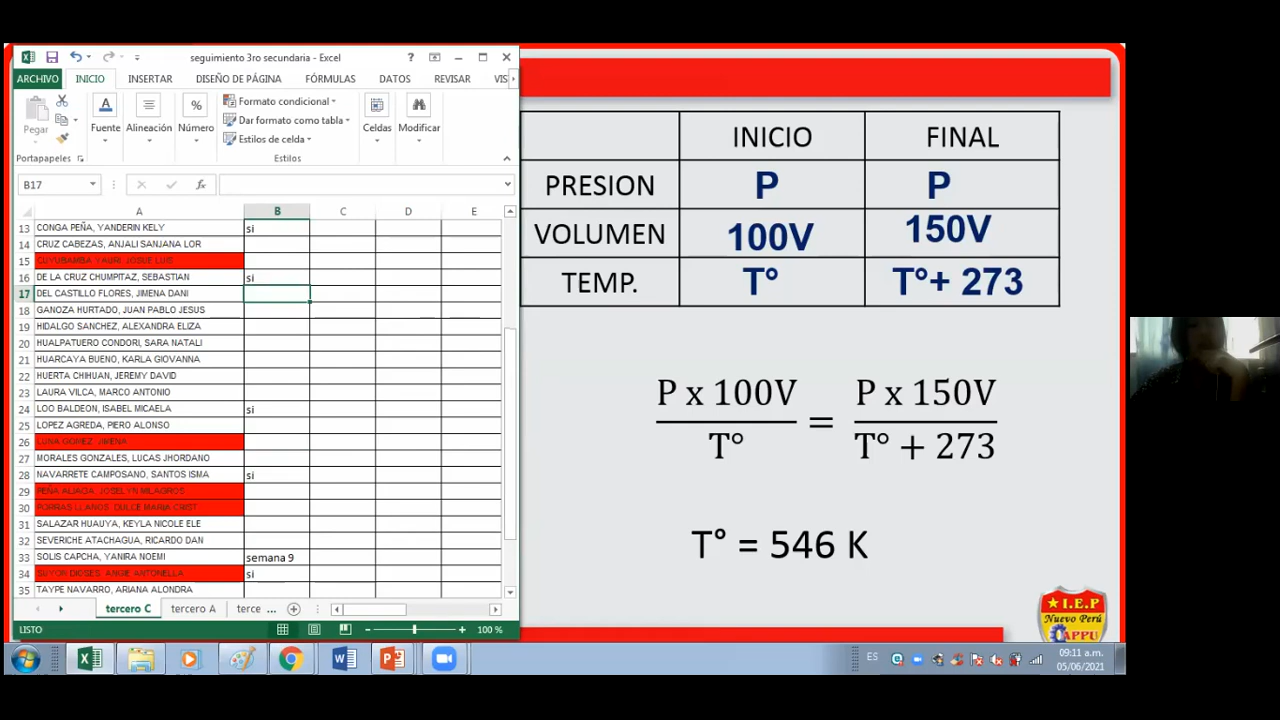 seguimiento 3ro secundaria - Excel
?
ARCHIVO INICIO INSERTAR DISEÑO DE PÁGINA FÓRMULAS DATOS REVISAR VIS
Pegar
Fuente
Alineación
%
Número
Formato condicional
Dar formato como tabla
Estilos de celda
Celdas
Modificar
Portapapeles
Estilos
B17
fx
A B C D E
13 CONGA PEÑA, YANDERIN KELY si
14 CRUZ CABEZAS, ANJALI SANJANA LOR
15 CUYUBAMBA YAURI JOSUE LUIS
16 DE LA CRUZ CHUMPITAZ, SEBASTIAN si
17 DEL CASTILLO FLORES, JIMENA DANI
18 GANOZA HURTADO, JUAN PABLO JESUS
19 HIDALGO SANCHEZ, ALEXANDRA ELIZA
20 HUALPATUERO CONDORI, SARA NATALI
21 HUARCAYA BUENO, KARLA GIOVANNA
22 HUERTA CHIHUAN, JEREMY DAVID
23 LAURA VILCA, MARCO ANTONIO
24 LOO BALDEON, ISABEL MICAELA si
25 LOPEZ AGREDA, PIERO ALONSO
26 LUNA GOMEZ JIMENA
27 MORALES GONZALES, LUCAS JHORDANO
28 NAVARRETE CAMPOSANO, SANTOS ISMA si
29 PEÑA ALIAGA, JOSELYN MILAGROS
30 PORRAS LLANOS, DULCE MARIA CRIST
31 SALAZAR HUAUYA, KEYLA NICOLE ELE
32 SEVERICHE ATACHAGUA, RICARDO DAN
33 SOLIS CAPCHA, YANIRA NOEMI semana 9
34 SUYON DIOSES, ANGIE ANTONELLA si
35 TAYPE NAVARRO, ARIANA ALONDRA
tercero C tercero A terce ...
LISTO
100 %
INICIO FINAL
PRESION P P
VOLUMEN 100V 150V
TEMP. T° T°+ 273
P x 100V / T° = P x 150V / T° + 273
T° = 546 K
I.E.P
NUEVO PERÚ
APPU
ES
09:11 a.m.
05/06/2021